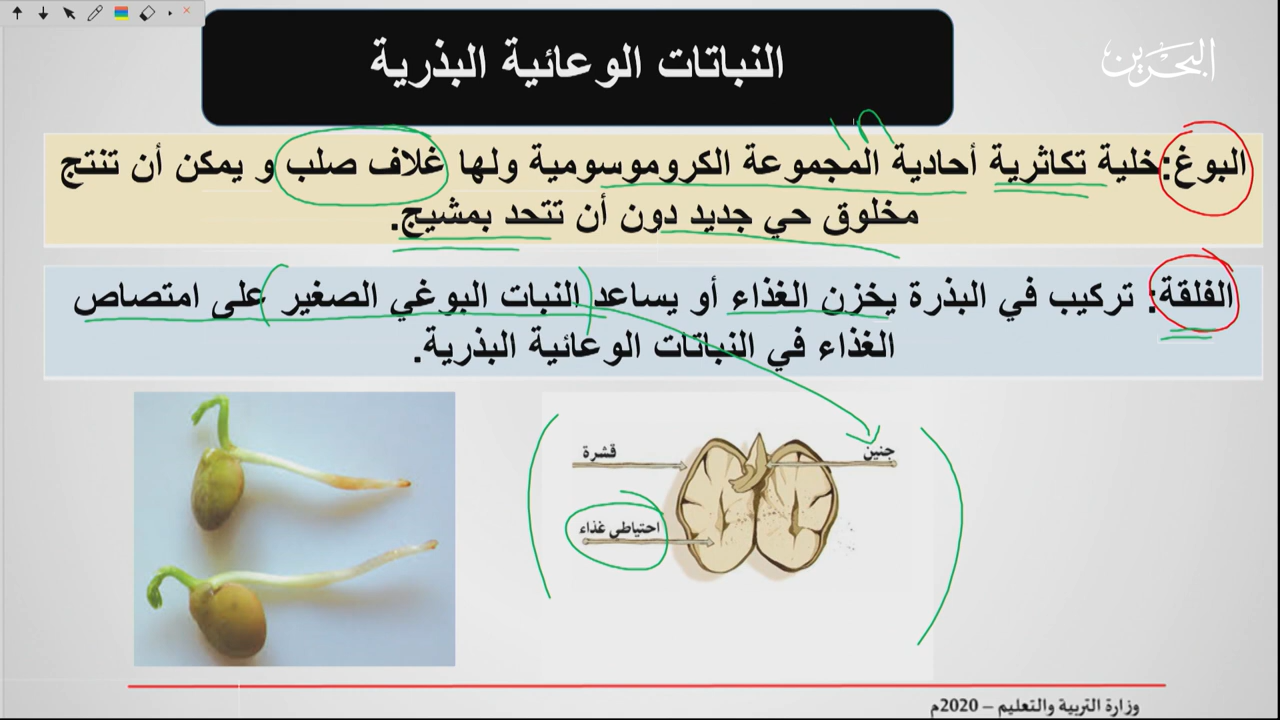 البحرين
النباتات الوعائية البذرية
1n
البوغ: خلية تكاثرية أحادية المجموعة الكروموسومية ولها غلاف صلب و يمكن أن تنتج
مخلوق حي جديد دون أن تتحد بمشيج.
الفلقة: تركيب في البذرة يخزن الغذاء أو يساعد النبات البوغي الصغير على امتصاص
الغذاء في النباتات الوعائية البذرية.
جنين
قشرة
احتياطي غذاء
وزارة التربية والتعليم – 2020م